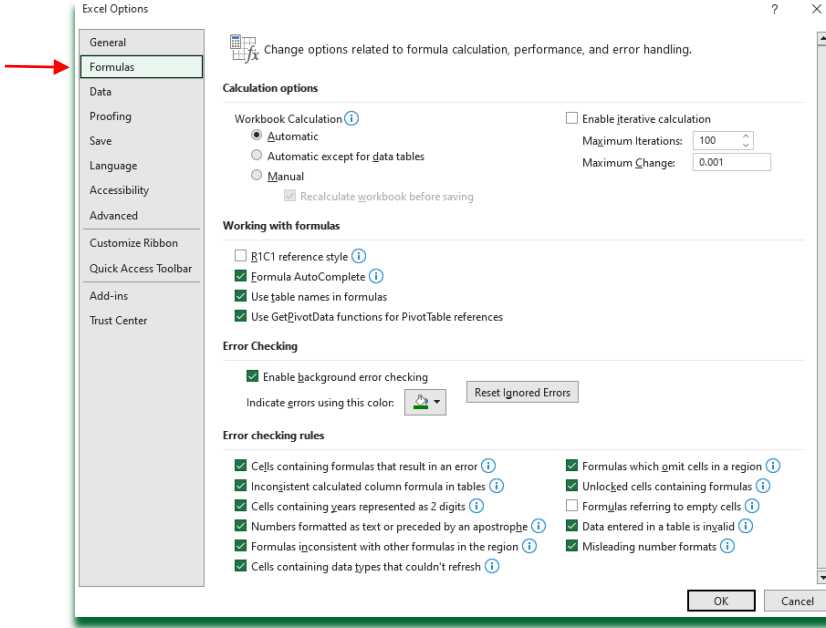 Excel Options
?
General
Formulas
Data
Proofing
Save
Language
Accessibility
Advanced
Customize Ribbon
Quick Access Toolbar
Add-ins
Trust Center
Change options related to formula calculation, performance, and error handling.
Calculation options
Workbook Calculation
Automatic
Automatic except for data tables
Manual
Recalculate workbook before saving
Enable iterative calculation
Maximum Iterations: 100
Maximum Change: 0.001
Working with formulas
R1C1 reference style
Formula AutoComplete
Use table names in formulas
Use GetPivotData functions for PivotTable references
Error Checking
Enable background error checking
Indicate errors using this color:
Reset Ignored Errors
Error checking rules
Cells containing formulas that result in an error
Inconsistent calculated column formula in tables
Cells containing years represented as 2 digits
Numbers formatted as text or preceded by an apostrophe
Formulas inconsistent with other formulas in the region
Cells containing data types that couldn't refresh
Formulas which omit cells in a region
Unlocked cells containing formulas
Formulas referring to empty cells
Data entered in a table is invalid
Misleading number formats
OK
Cancel